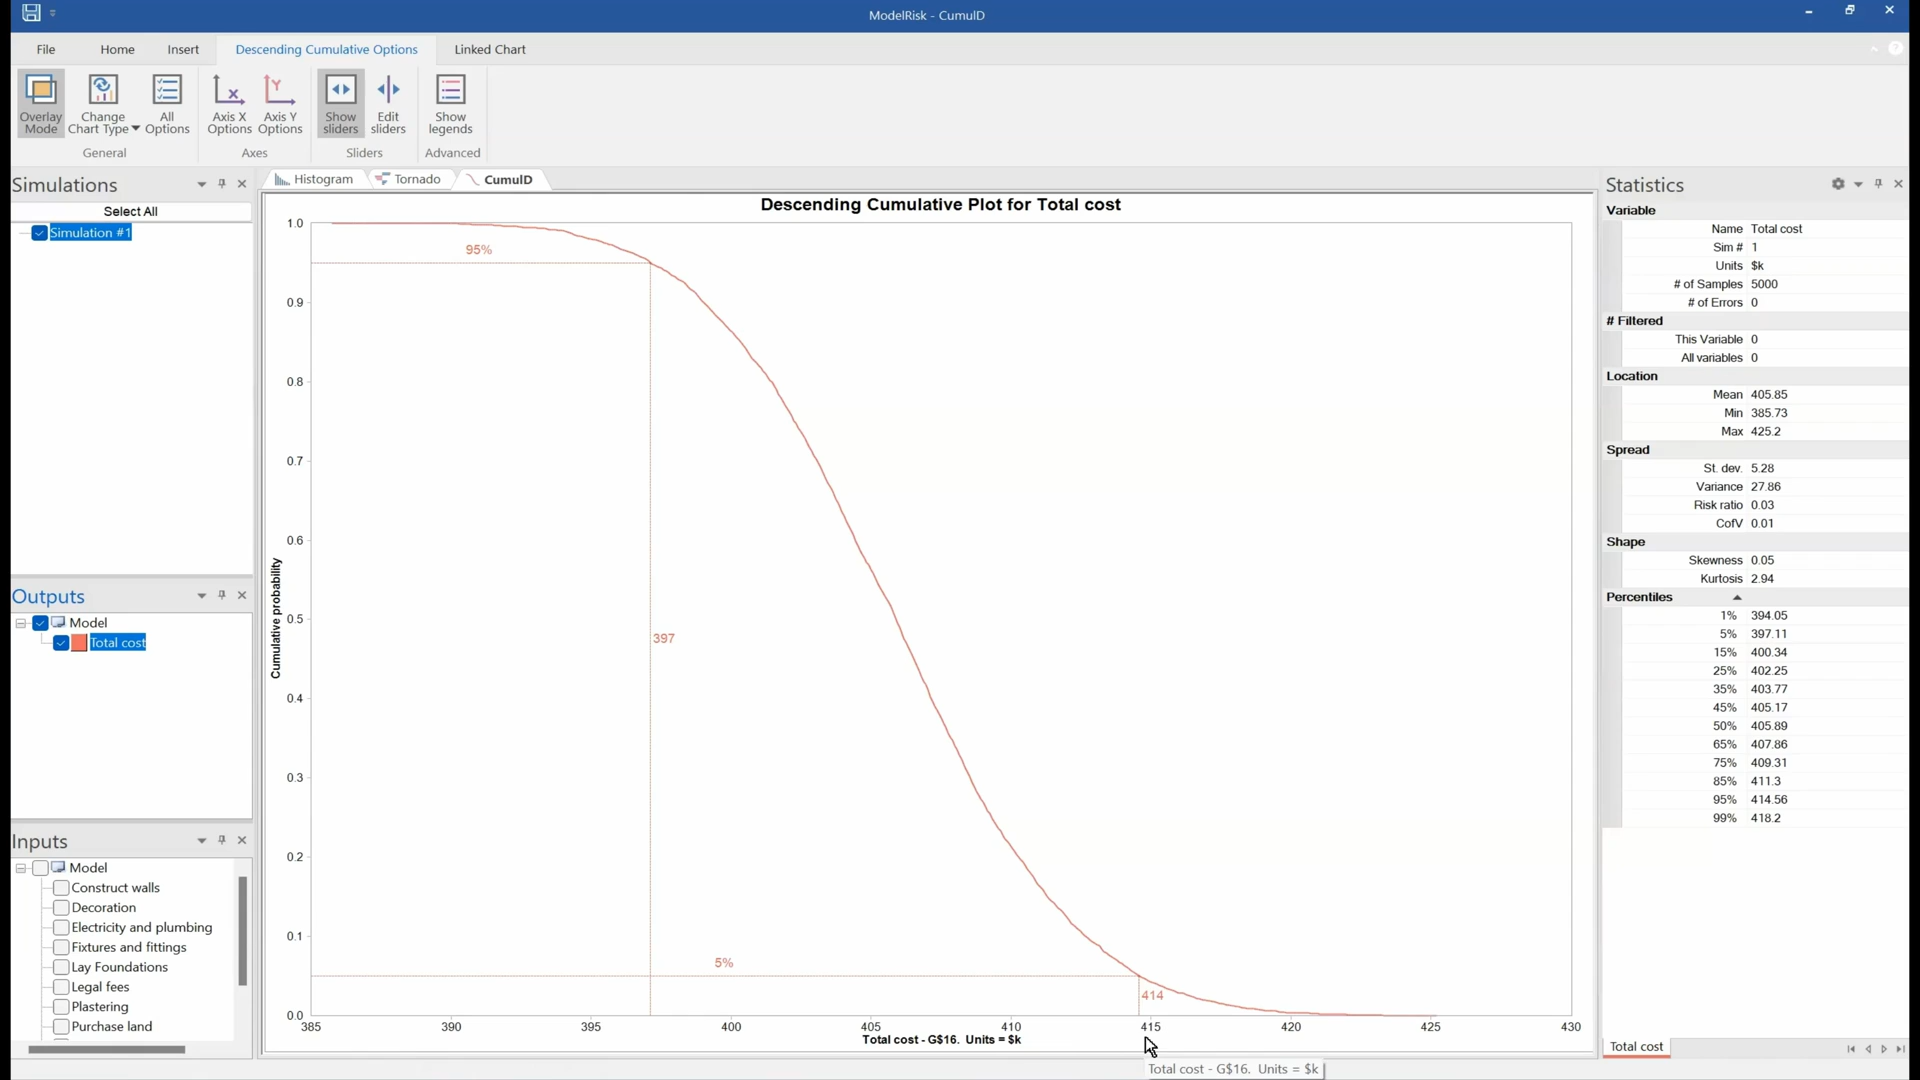 ModelRisk - CumulD
File Home Insert Descending Cumulative Options Linked Chart
Overlay Mode
Change Chart Type
All Options
Axis X Options
Axis Y Options
Show sliders
Edit sliders
Show legends
General Axes Sliders Advanced
Simulations
Select All
Simulation #1
Outputs
Model
Total cost
Inputs
Model
Construct walls
Decoration
Electricity and plumbing
Fixtures and fittings
Lay Foundations
Legal fees
Plastering
Purchase land
Histogram Tornado CumulD
Descending Cumulative Plot for Total cost
1.0
0.9
0.8
0.7
0.6
0.5
0.4
0.3
0.2
0.1
0.0
Cumulative probability
95%
397
5%
414
385 390 395 400 405 410 415 420 425 430
Total cost - G$16. Units = $k
Total cost - G$16. Units = $k
Statistics
Variable
Name Total cost
Sim # 1
Units $k
# of Samples 5000
# of Errors 0
# Filtered
This Variable 0
All variables 0
Location
Mean 405.85
Min 385.73
Max 425.2
Spread
St. dev. 5.28
Variance 27.86
Risk ratio 0.03
CofV 0.01
Shape
Skewness 0.05
Kurtosis 2.94
Percentiles
1% 394.05
5% 397.11
15% 400.34
25% 402.25
35% 403.77
45% 405.17
50% 405.89
65% 407.86
75% 409.31
85% 411.3
95% 414.56
99% 418.2
Total cost